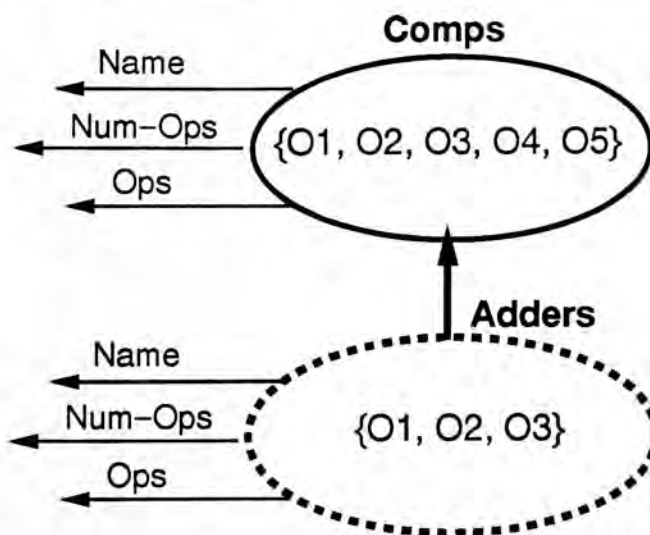 Comps
Name
Num-Ops
{O1, O2, O3, O4, O5}
Ops
Adders
Name
Num-Ops
{O1, O2, O3}
Ops